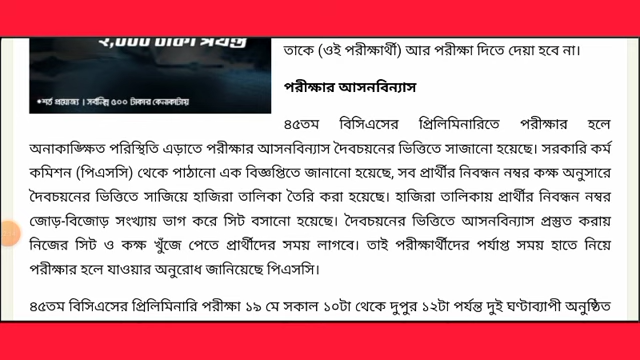 ২,০০০ টাকা পর্যন্ত
*শর্ত প্রযোজ্য । সর্বনিম্ন ৫০০ টাকার কেনাকাটায়
তাকে (ওই পরীক্ষার্থী) আর পরীক্ষা দিতে দেয়া হবে না।
পরীক্ষার আসনবিন্যাস
৪৫তম বিসিএসের প্রিলিমিনারিতে পরীক্ষার হলে
অনাকাঙ্ক্ষিত পরিস্থিতি এড়াতে পরীক্ষার আসনবিন্যাস দৈবচয়নের ভিত্তিতে সাজানো হয়েছে। সরকারি কর্ম
কমিশন (পিএসসি) থেকে পাঠানো এক বিজ্ঞপ্তিতে জানানো হয়েছে, সব প্রার্থীর নিবন্ধন নম্বর কক্ষ অনুসারে
দৈবচয়নের ভিত্তিতে সাজিয়ে হাজিরা তালিকা তৈরি করা হয়েছে। হাজিরা তালিকায় প্রার্থীর নিবন্ধন নম্বর
জোড়-বিজোড় সংখ্যায় ভাগ করে সিট বসানো হয়েছে। দৈবচয়নের ভিত্তিতে আসনবিন্যাস প্রস্তুত করায়
নিজের সিট ও কক্ষ খুঁজে পেতে প্রার্থীদের সময় লাগবে। তাই পরীক্ষার্থীদের পর্যাপ্ত সময় হাতে নিয়ে
পরীক্ষার হলে যাওয়ার অনুরোধ জানিয়েছে পিএসসি।
৪৫তম বিসিএসের প্রিলিমিনারি পরীক্ষা ১৯ মে সকাল ১০টা থেকে দুপুর ১২টা পর্যন্ত দুই ঘণ্টাব্যাপী অনুষ্ঠিত